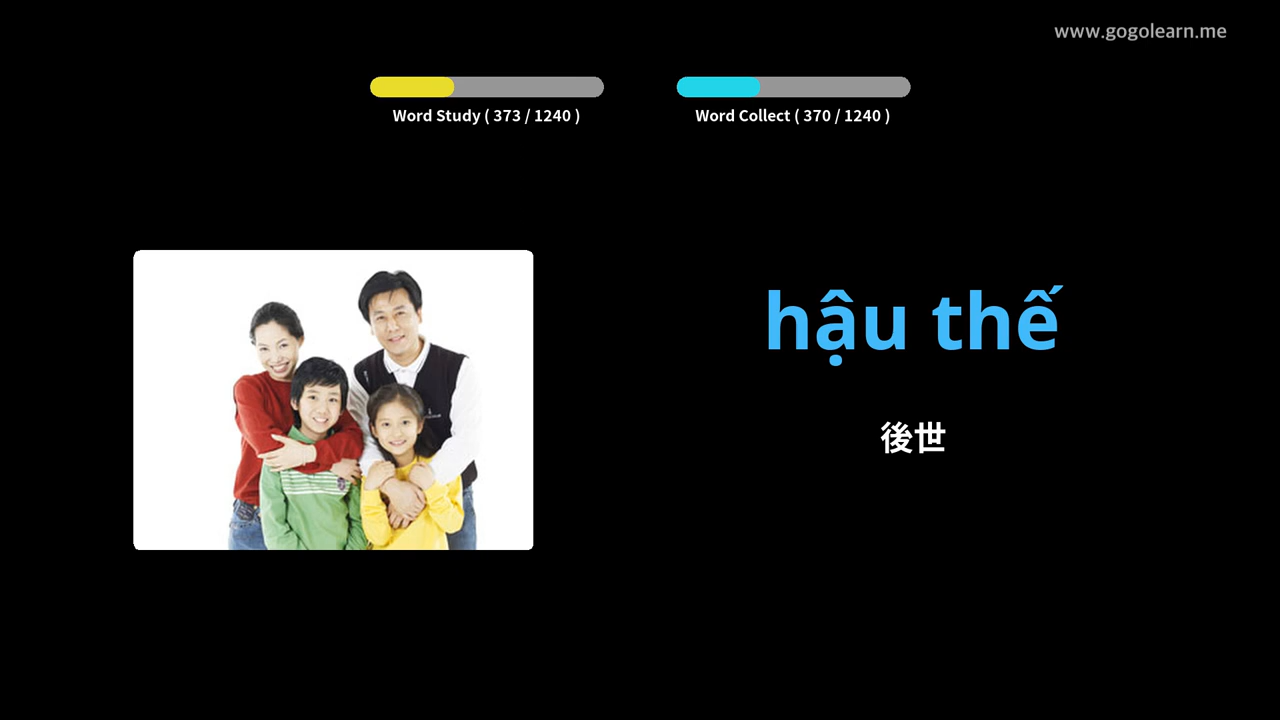 www.gogolearn.me
Word Study ( 373 / 1240 )
Word Collect ( 370 / 1240 )
hậu thế
後世